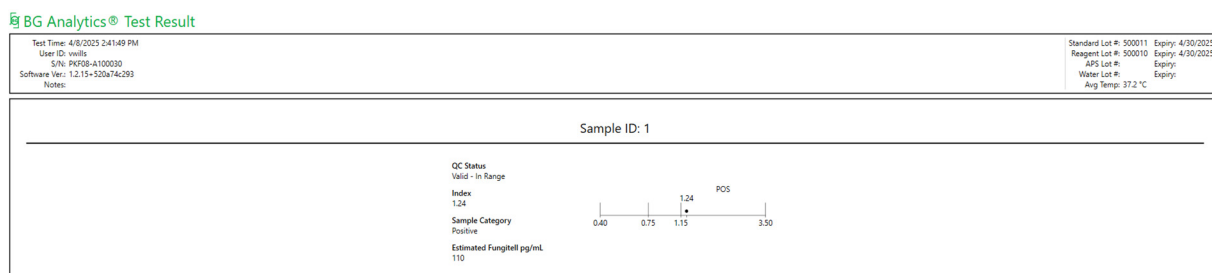 BG Analytics® Test Result
Test Time: 4/8/2025 2:41:49 PM
User ID: vwills
S/N: PKF08-A100030
Software Ver.: 1.2.15+520a74c293
Notes:
Standard Lot #: 500011 Expiry: 4/30/2025
Reagent Lot #: 500010 Expiry: 4/30/2025
APS Lot #: Expiry:
Water Lot #: Expiry:
Avg Temp: 37.2 °C
Sample ID: 1
QC Status
Valid - In Range
Index
1.24
Sample Category
Positive
Estimated Fungitell pg/mL
110
POS
1.24
0.40 0.75 1.15 3.50